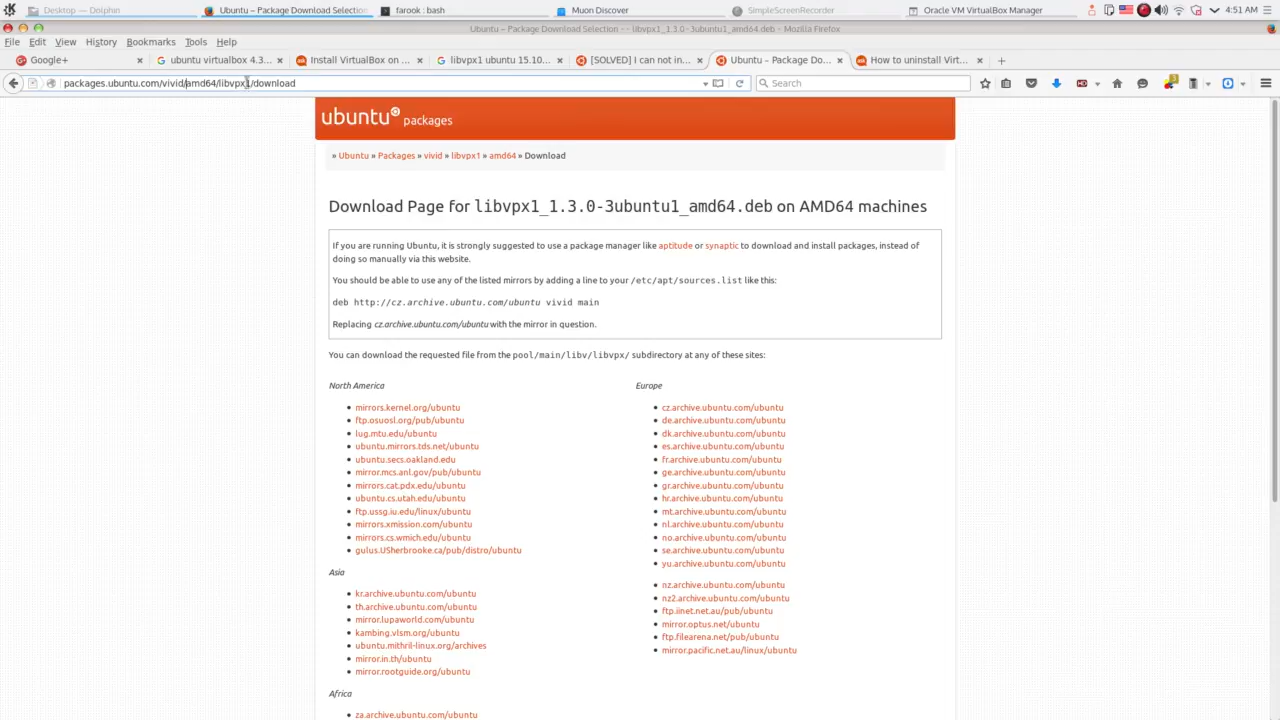 Desktop – Dolphin
Ubuntu – Package Download Selection
farook : bash
Muon Discover
SimpleScreenRecorder
Oracle VM VirtualBox Manager
4:51 AM
Ubuntu – Package Download Selection -- libvpx1_1.3.0-3ubuntu1_amd64.deb - Mozilla Firefox
File Edit View History Bookmarks Tools Help
Google+
ubuntu virtualbox 4.3...
Install VirtualBox on ...
libvpx1 ubuntu 15.10...
[SOLVED] I can not in...
Ubuntu – Package Do...
How to uninstall Virt...
packages.ubuntu.com/vivid/amd64/libvpx1/download
Search
ubuntu packages
» Ubuntu » Packages » vivid » libvpx1 » amd64 » Download
Download Page for libvpx1_1.3.0-3ubuntu1_amd64.deb on AMD64 machines
If you are running Ubuntu, it is strongly suggested to use a package manager like aptitude or synaptic to download and install packages, instead of
doing so manually via this website.
You should be able to use any of the listed mirrors by adding a line to your /etc/apt/sources.list like this:
deb http://cz.archive.ubuntu.com/ubuntu vivid main
Replacing cz.archive.ubuntu.com/ubuntu with the mirror in question.
You can download the requested file from the pool/main/libv/libvpx/ subdirectory at any of these sites:
North America
mirrors.kernel.org/ubuntu
ftp.osuosl.org/pub/ubuntu
lug.mtu.edu/ubuntu
ubuntu.mirrors.tds.net/ubuntu
ubuntu.secs.oakland.edu
mirror.mcs.anl.gov/pub/ubuntu
mirrors.cat.pdx.edu/ubuntu
ubuntu.cs.utah.edu/ubuntu
ftp.ussg.iu.edu/linux/ubuntu
mirrors.xmission.com/ubuntu
mirrors.cs.wmich.edu/ubuntu
gulus.USherbrooke.ca/pub/distro/ubuntu
Asia
kr.archive.ubuntu.com/ubuntu
th.archive.ubuntu.com/ubuntu
mirror.lupaworld.com/ubuntu
kambing.vlsm.org/ubuntu
ubuntu.mithril-linux.org/archives
mirror.in.th/ubuntu
mirror.rootguide.org/ubuntu
Africa
za.archive.ubuntu.com/ubuntu
Europe
cz.archive.ubuntu.com/ubuntu
de.archive.ubuntu.com/ubuntu
dk.archive.ubuntu.com/ubuntu
es.archive.ubuntu.com/ubuntu
fr.archive.ubuntu.com/ubuntu
ge.archive.ubuntu.com/ubuntu
gr.archive.ubuntu.com/ubuntu
hr.archive.ubuntu.com/ubuntu
mt.archive.ubuntu.com/ubuntu
nl.archive.ubuntu.com/ubuntu
no.archive.ubuntu.com/ubuntu
se.archive.ubuntu.com/ubuntu
yu.archive.ubuntu.com/ubuntu
nz.archive.ubuntu.com/ubuntu
nz2.archive.ubuntu.com/ubuntu
ftp.iinet.net.au/pub/ubuntu
mirror.optus.net/ubuntu
ftp.filearena.net/pub/ubuntu
mirror.pacific.net.au/linux/ubuntu